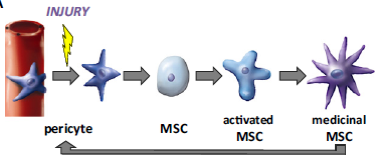 A
INJURY
pericyte
MSC
activated
MSC
medicinal
MSC